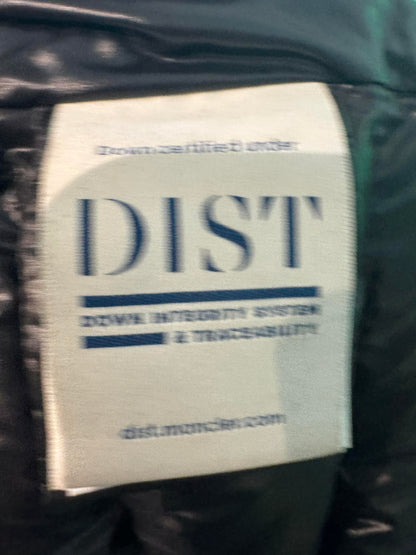 Down certified under
DIST
DOWN INTEGRITY SYSTEM
& TRACEABILITY
dist.moncler.com